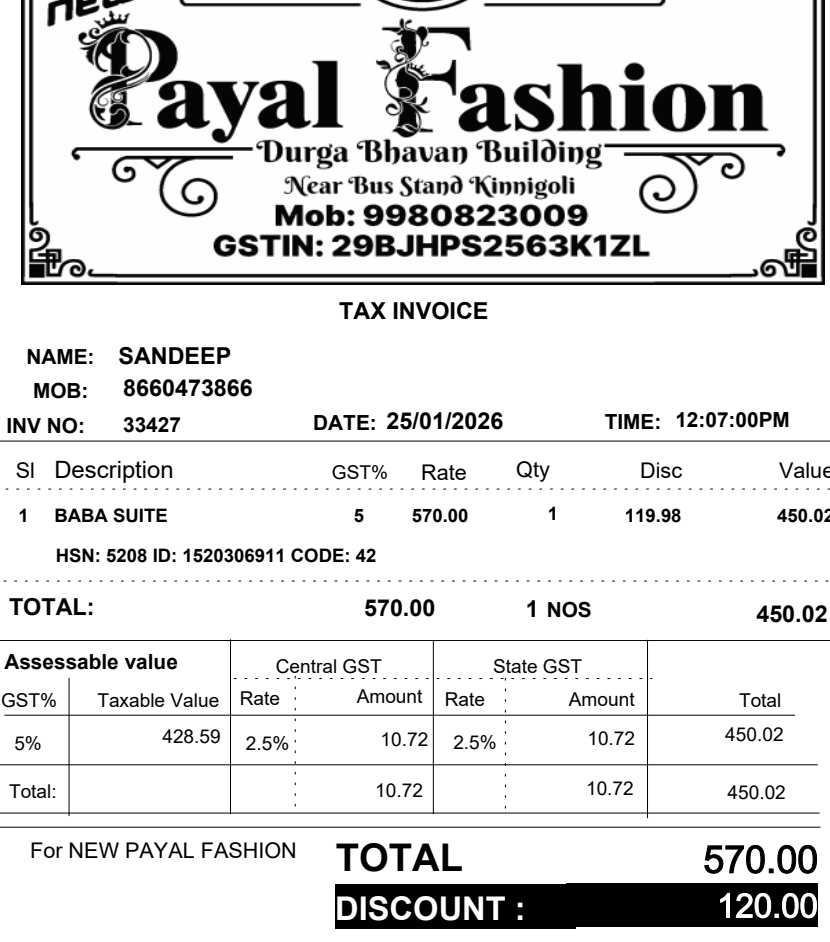 new
Payal Fashion
Durga Bhavan Building
Near Bus Stand Kinnigoli
Mob: 9980823009
GSTIN: 29BJHPS2563K1ZL
TAX INVOICE
NAME: SANDEEP
MOB: 8660473866
INV NO: 33427 DATE: 25/01/2026 TIME: 12:07:00PM
Sl Description GST% Rate Qty Disc Value
1 BABA SUITE 5 570.00 1 119.98 450.02
HSN: 5208 ID: 1520306911 CODE: 42
TOTAL: 570.00 1 NOS 450.02
Assessable value Central GST State GST
GST% Taxable Value Rate Amount Rate Amount Total
5% 428.59 2.5% 10.72 2.5% 10.72 450.02
Total: 10.72 10.72 450.02
For NEW PAYAL FASHION TOTAL 570.00
DISCOUNT : 120.00